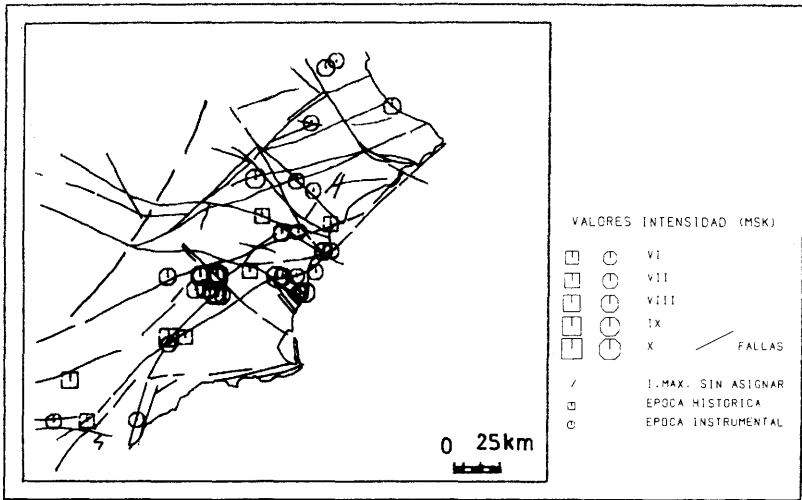 VALORES INTENSIDAD (MSK)
VI
VII
VIII
IX
X
FALLAS
I.MAX. SIN ASIGNAR
EPOCA HISTORICA
EPOCA INSTRUMENTAL
0 25km